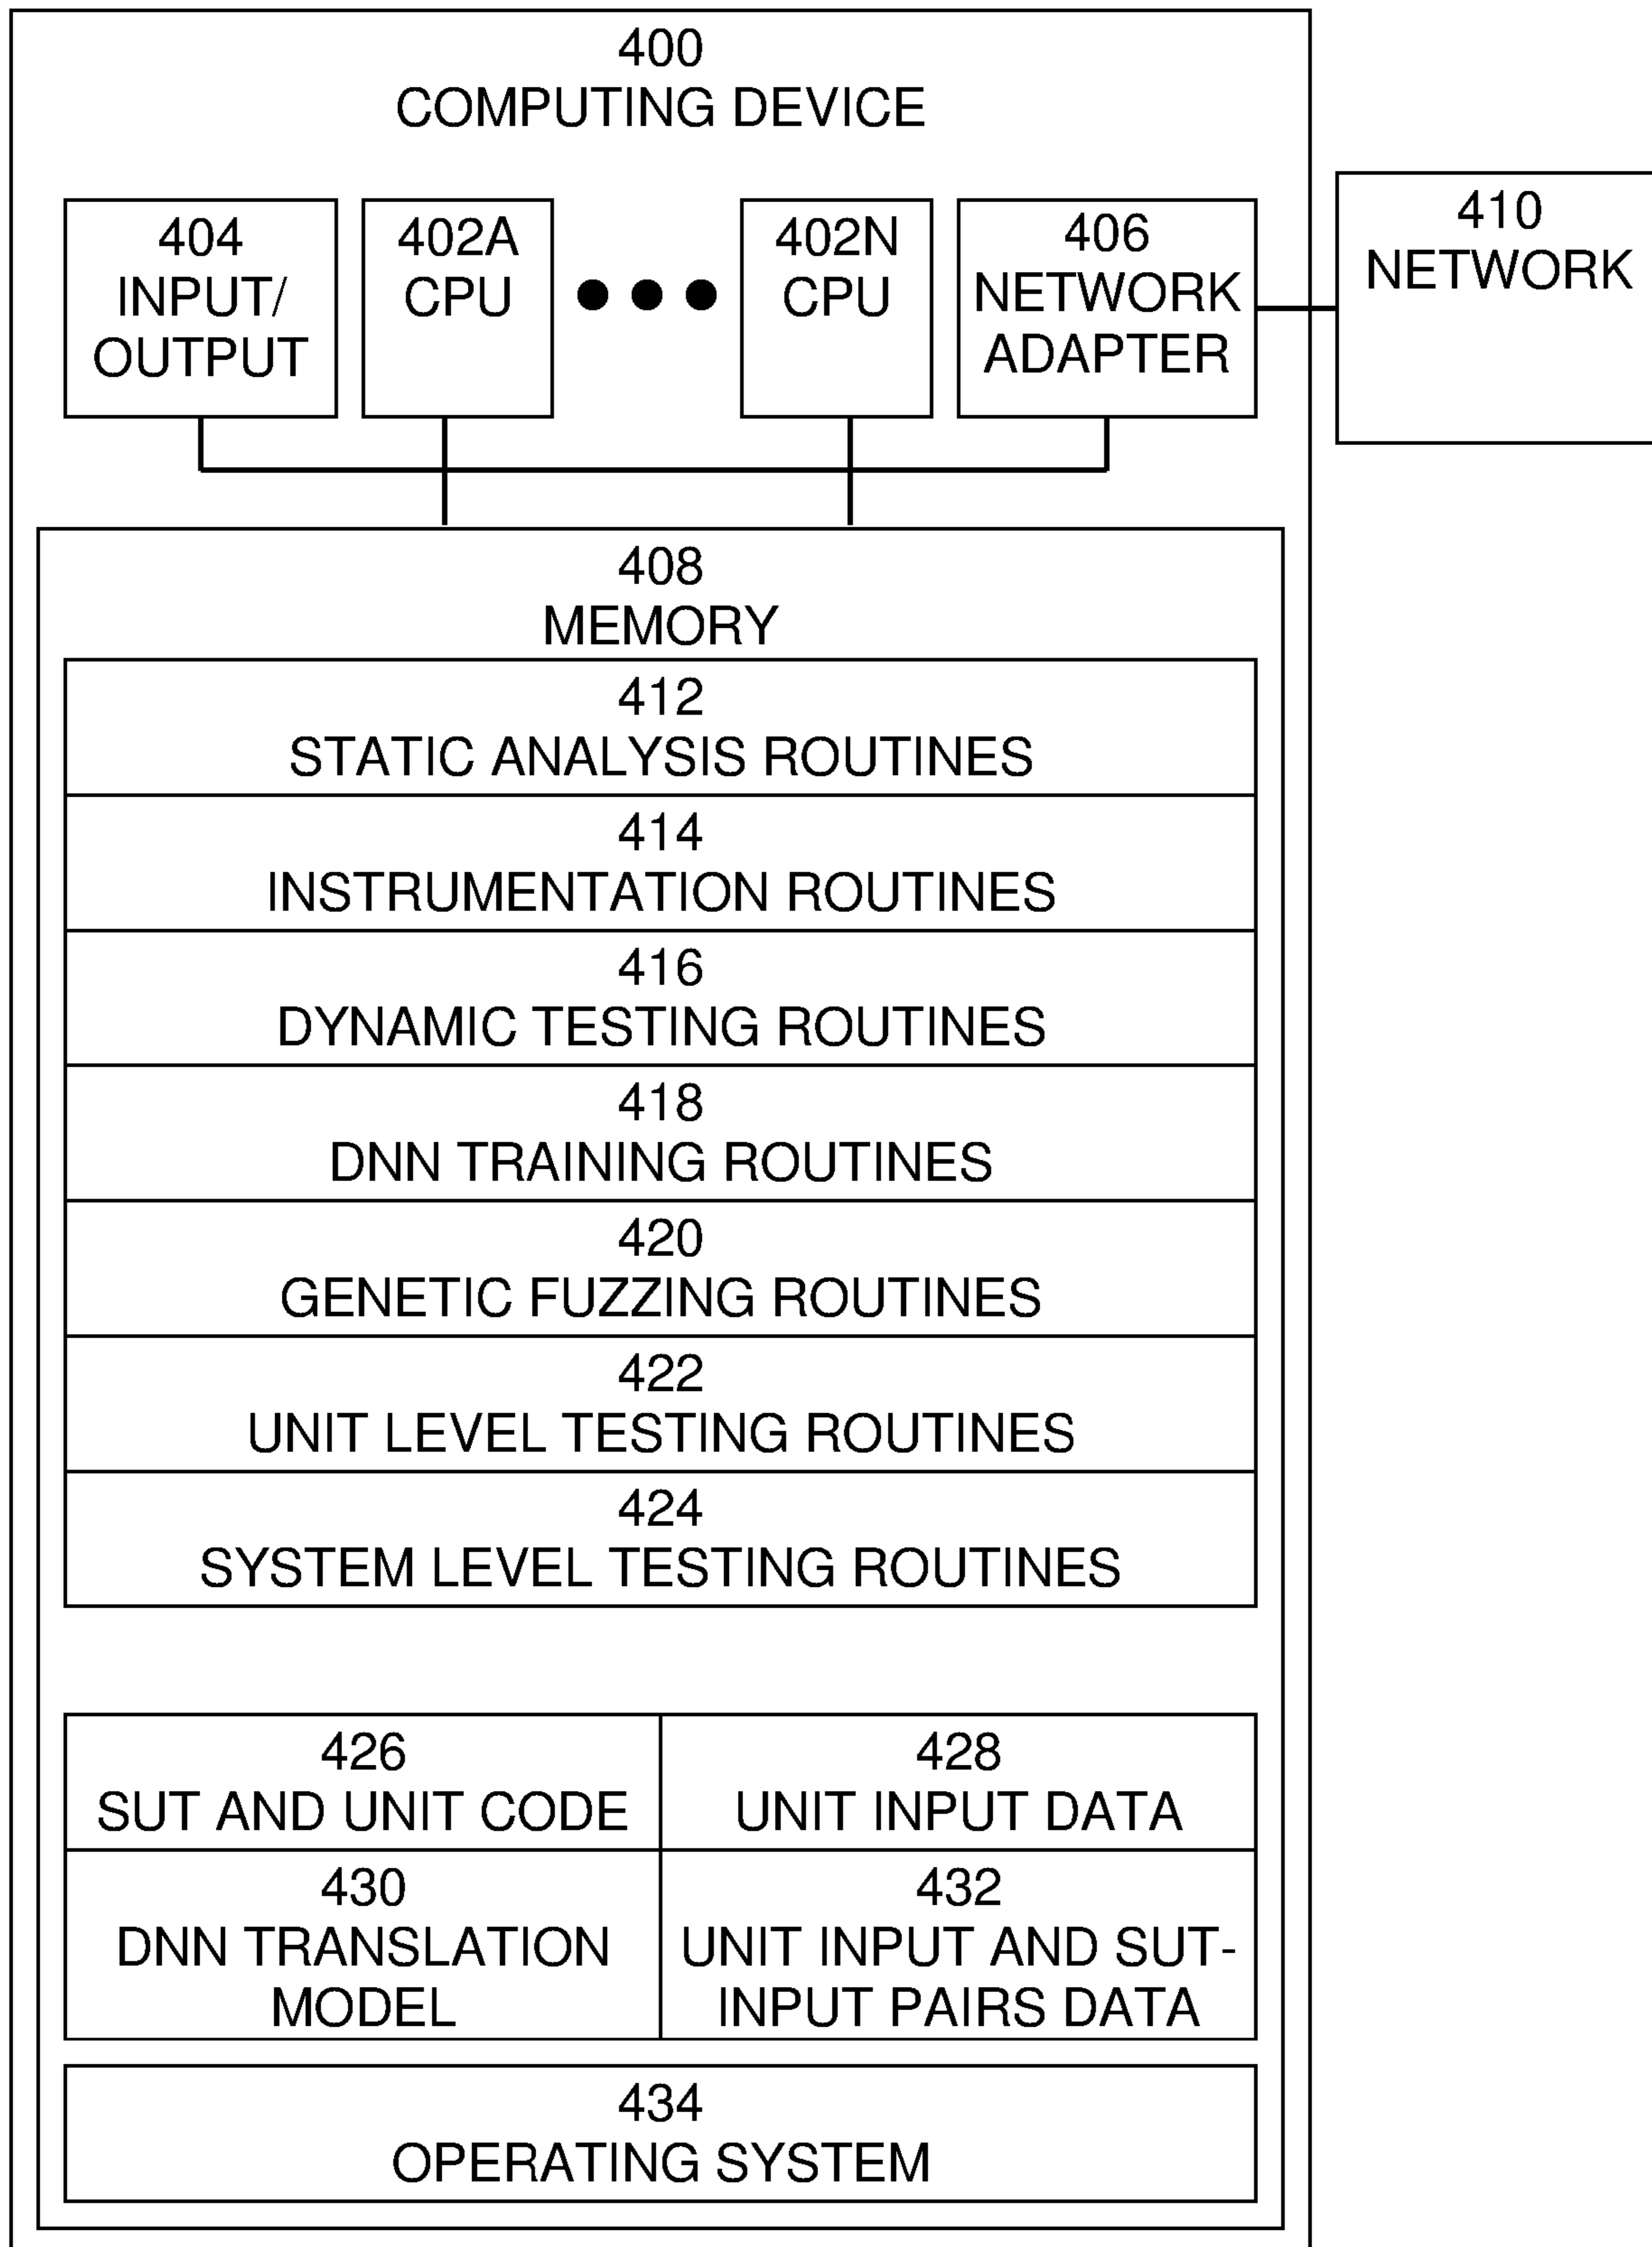 400
COMPUTING DEVICE
404
INPUT/
OUTPUT
402A
CPU
402N
CPU
406
NETWORK
ADAPTER
410
NETWORK
408
MEMORY
412
STATIC ANALYSIS ROUTINES
414
INSTRUMENTATION ROUTINES
416
DYNAMIC TESTING ROUTINES
418
DNN TRAINING ROUTINES
420
GENETIC FUZZING ROUTINES
422
UNIT LEVEL TESTING ROUTINES
424
SYSTEM LEVEL TESTING ROUTINES
426
SUT AND UNIT CODE
428
UNIT INPUT DATA
430
DNN TRANSLATION
MODEL
432
UNIT INPUT AND SUT-
INPUT PAIRS DATA
434
OPERATING SYSTEM